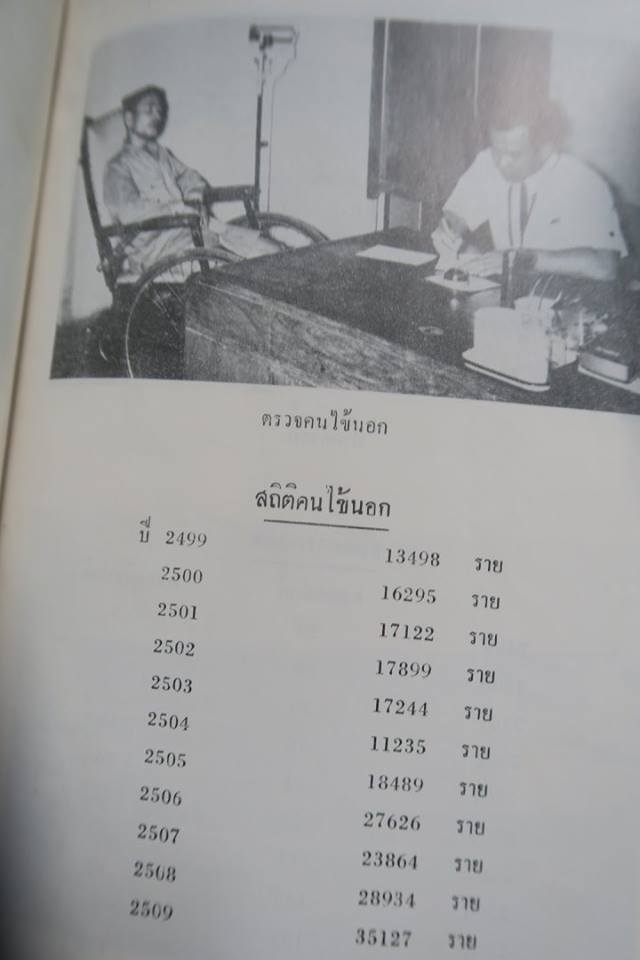 ตรวจคนไข้นอก
สถิติคนไข้นอก
ปี 2499 13498 ราย
2500 16295 ราย
2501 17122 ราย
2502 17899 ราย
2503 17244 ราย
2504 11235 ราย
2505 18489 ราย
2506 27626 ราย
2507 23864 ราย
2508 28934 ราย
2509 35127 ราย